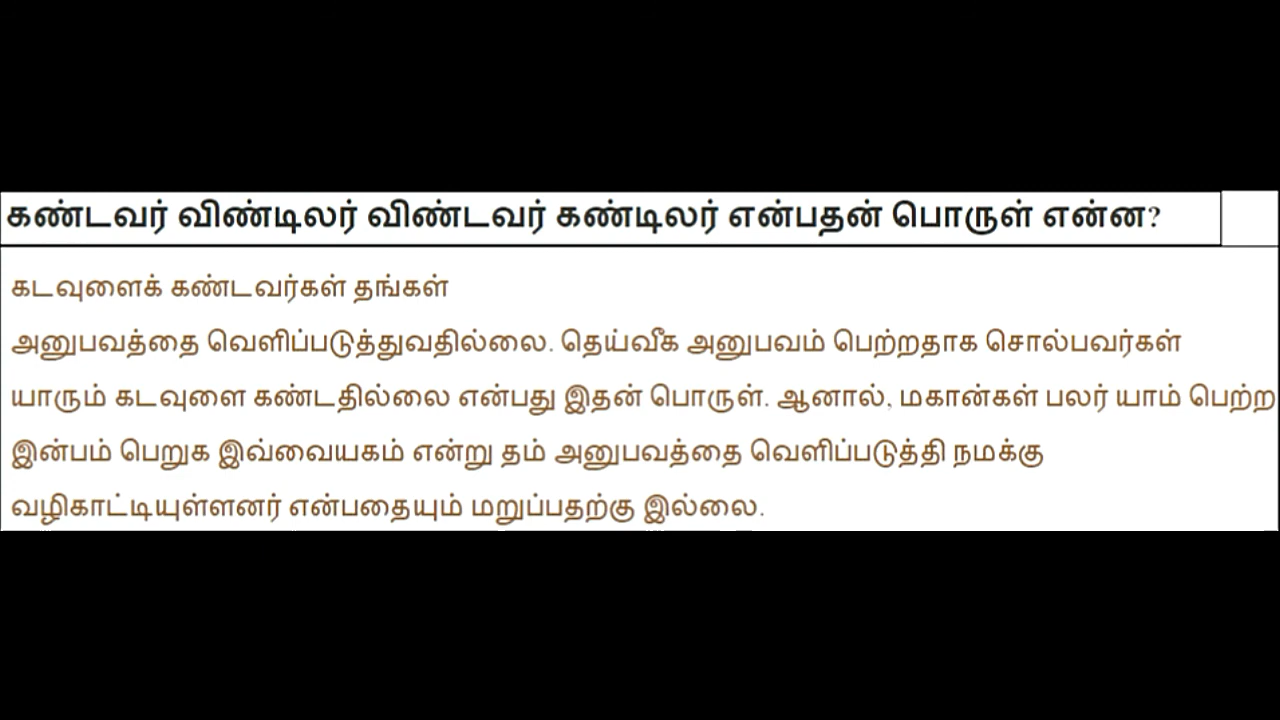 கண்டவர் விண்டிலர் விண்டவர் கண்டிலர் என்பதன் பொருள் என்ன?
கடவுளைக் கண்டவர்கள் தங்கள்
அனுபவத்தை வெளிப்படுத்துவதில்லை. தெய்வீக அனுபவம் பெற்றதாக சொல்பவர்கள்
யாரும் கடவுளை கண்டதில்லை என்பது இதன் பொருள். ஆனால், மகான்கள் பலர் யாம் பெற்ற
இன்பம் பெறுக இவ்வையகம் என்று தம் அனுபவத்தை வெளிப்படுத்தி நமக்கு
வழிகாட்டியுள்ளனர் என்பதையும் மறுப்பதற்கு இல்லை.